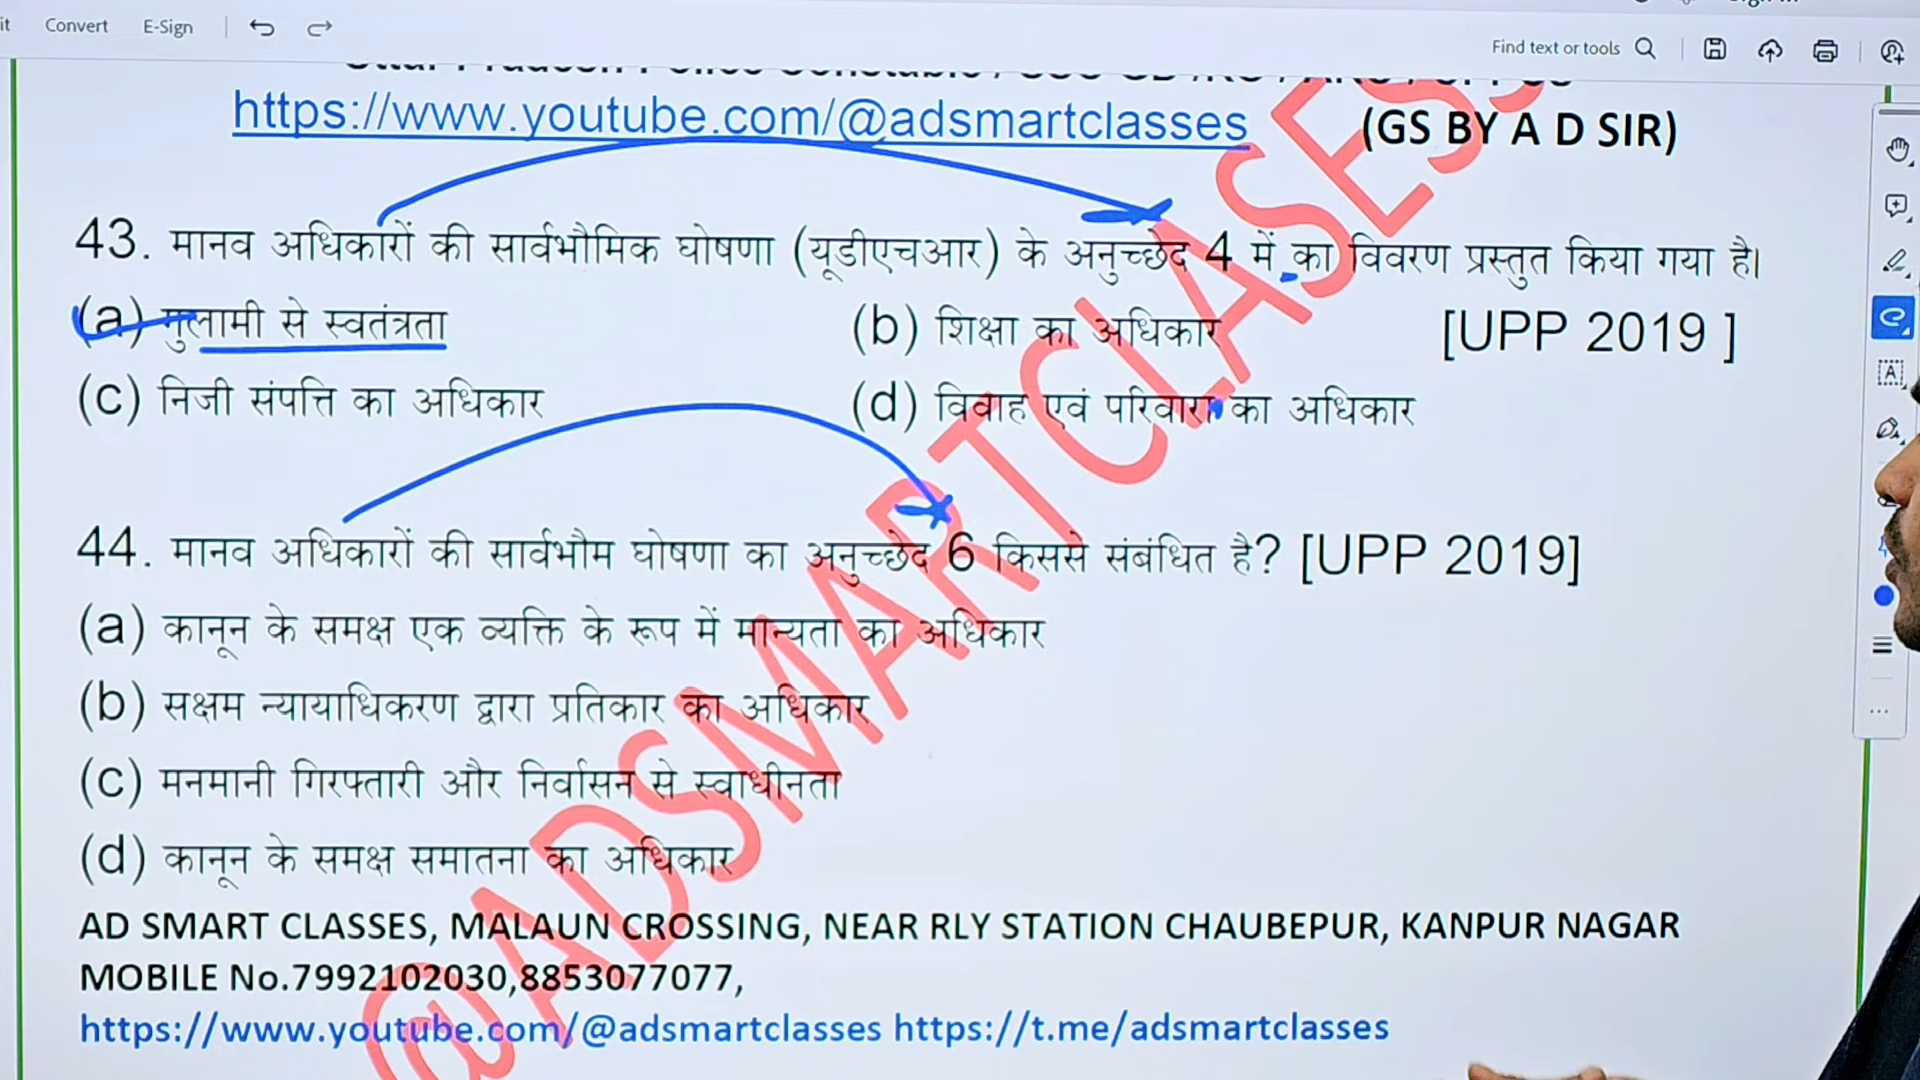 Convert E-Sign
Find text or tools
https://www.youtube.com/@adsmartclasses (GS BY A D SIR)
43. मानव अधिकारों की सार्वभौमिक घोषणा (यूडीएचआर) के अनुच्छेद 4 में का विवरण प्रस्तुत किया गया है।
(a) गुलामी से स्वतंत्रता (b) शिक्षा का अधिकार [UPP 2019 ]
(c) निजी संपत्ति का अधिकार (d) विवाह एवं परिवारा का अधिकार
44. मानव अधिकारों की सार्वभौम घोषणा का अनुच्छेद 6 किससे संबंधित है? [UPP 2019]
(a) कानून के समक्ष एक व्यक्ति के रूप में मान्यता का अधिकार
(b) सक्षम न्यायाधिकरण द्वारा प्रतिकार का अधिकार
(c) मनमानी गिरफ्तारी और निर्वासन से स्वाधीनता
(d) कानून के समक्ष समातना का अधिकार
AD SMART CLASSES, MALAUN CROSSING, NEAR RLY STATION CHAUBEPUR, KANPUR NAGAR
MOBILE No.7992102030,8853077077,
https://www.youtube.com/@adsmartclasses https://t.me/adsmartclasses
@ADSMARTCLASSES